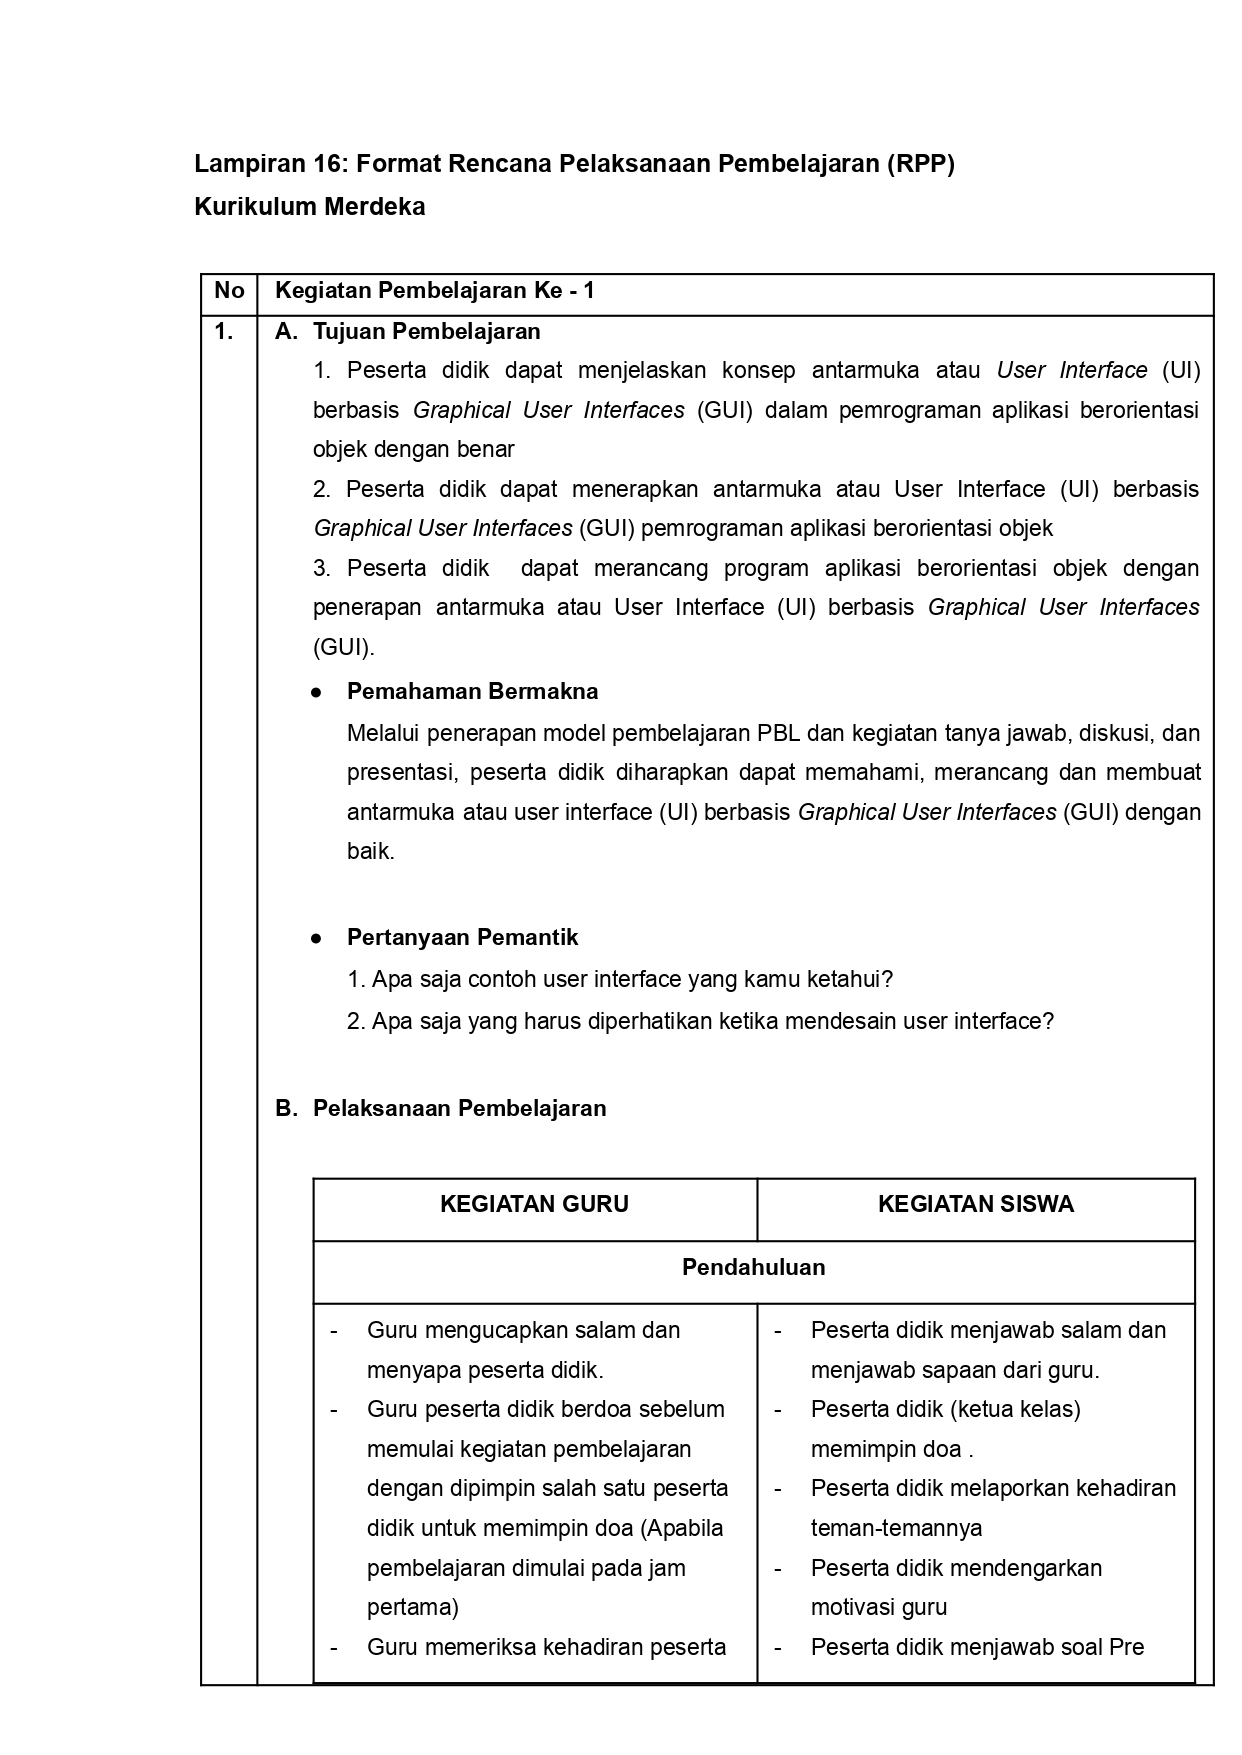 Lampiran 16: Format Rencana Pelaksanaan Pembelajaran (RPP)
Kurikulum Merdeka
No Kegiatan Pembelajaran Ke - 1
1. A. Tujuan Pembelajaran
1. Peserta didik dapat menjelaskan konsep antarmuka atau User Interface (UI)
berbasis Graphical User Interfaces (GUI) dalam pemrograman aplikasi berorientasi
objek dengan benar
2. Peserta didik dapat menerapkan antarmuka atau User Interface (UI) berbasis
Graphical User Interfaces (GUI) pemrograman aplikasi berorientasi objek
3. Peserta didik dapat merancang program aplikasi berorientasi objek dengan
penerapan antarmuka atau User Interface (UI) berbasis Graphical User Interfaces
(GUI).
● Pemahaman Bermakna
Melalui penerapan model pembelajaran PBL dan kegiatan tanya jawab, diskusi, dan
presentasi, peserta didik diharapkan dapat memahami, merancang dan membuat
antarmuka atau user interface (UI) berbasis Graphical User Interfaces (GUI) dengan
baik.
● Pertanyaan Pemantik
1. Apa saja contoh user interface yang kamu ketahui?
2. Apa saja yang harus diperhatikan ketika mendesain user interface?
B. Pelaksanaan Pembelajaran
KEGIATAN GURU
KEGIATAN SISWA
Pendahuluan
- Guru mengucapkan salam dan
menyapa peserta didik.
- Guru peserta didik berdoa sebelum
memulai kegiatan pembelajaran
dengan dipimpin salah satu peserta
didik untuk memimpin doa (Apabila
pembelajaran dimulai pada jam
pertama)
- Guru memeriksa kehadiran peserta
- Peserta didik menjawab salam dan
menjawab sapaan dari guru.
- Peserta didik (ketua kelas)
memimpin doa .
- Peserta didik melaporkan kehadiran
teman-temannya
- Peserta didik mendengarkan
motivasi guru
- Peserta didik menjawab soal Pre